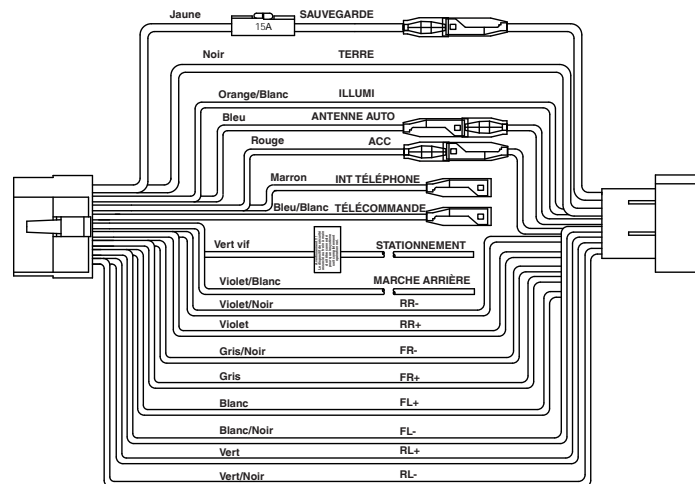 Jaune SAUVEGARDE
15A
Noir TERRE
Orange/Blanc ILLUMI
Bleu ANTENNE AUTO
Rouge ACC
Marron INT TÉLÉPHONE
Bleu/Blanc TÉLÉCOMMANDE
Vert vif STATIONNEMENT
Violet/Blanc MARCHE ARRIÈRE
Violet/Noir RR-
Violet RR+
Gris/Noir FR-
Gris FR+
Blanc FL+
Blanc/Noir FL-
Vert RL+
Vert/Noir RL-